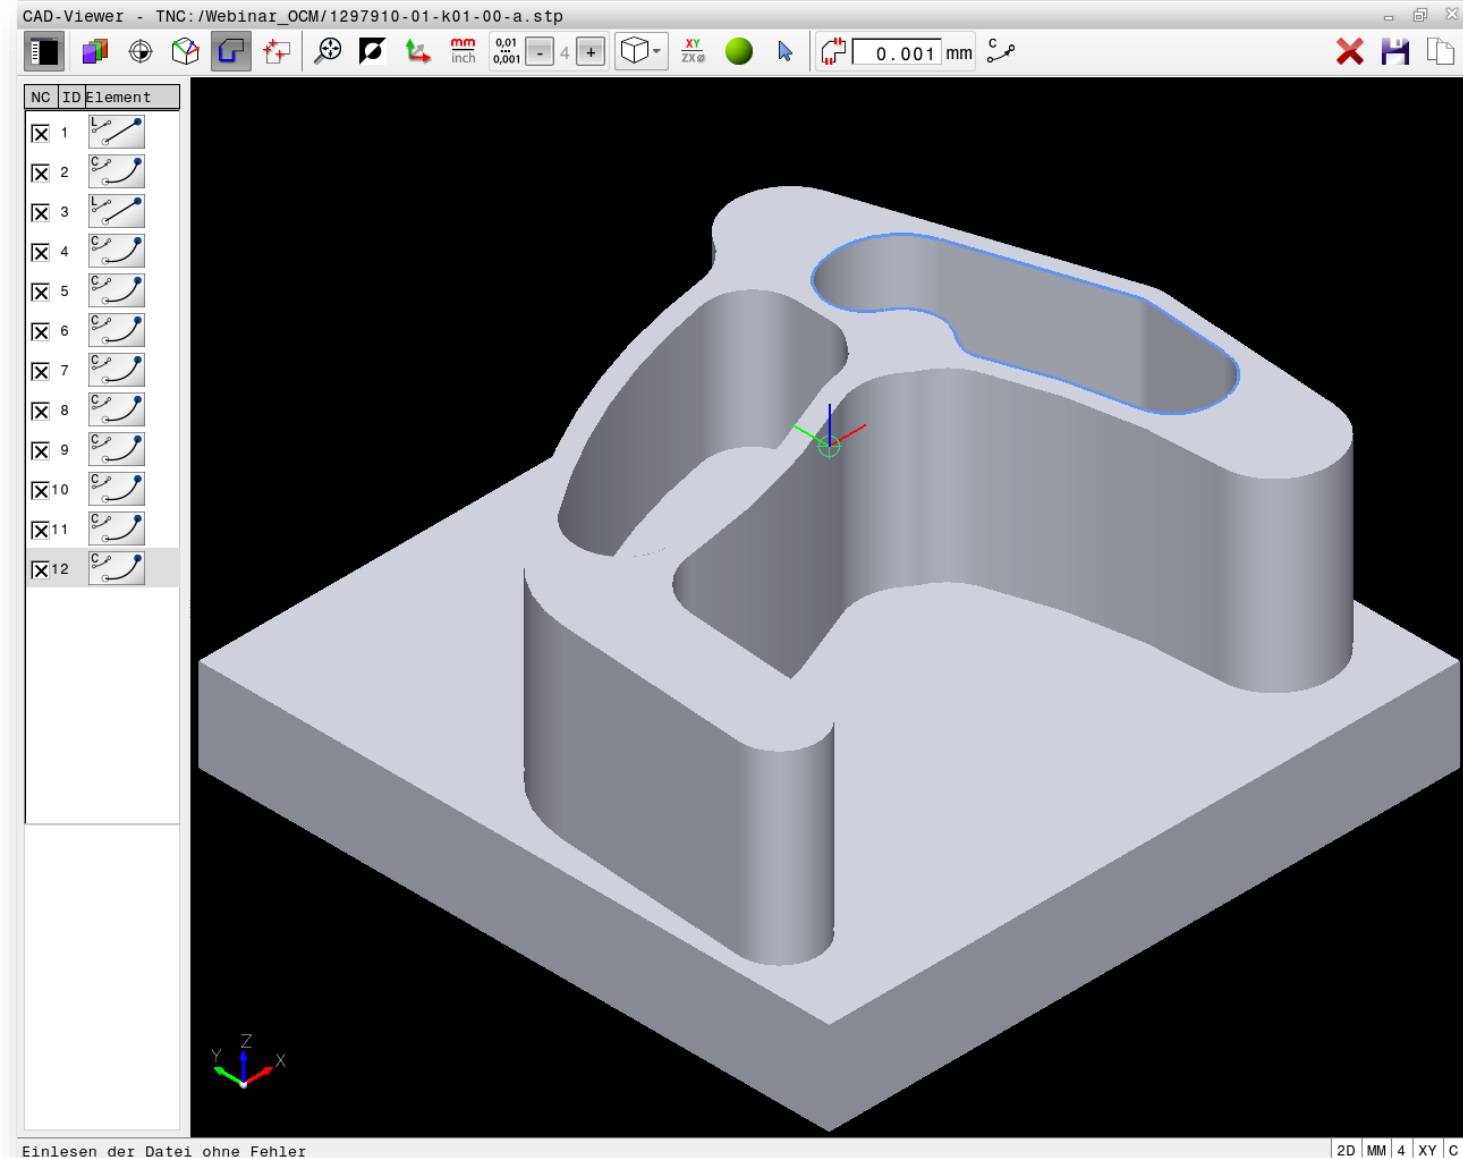 CAD-Viewer - TNC:/Webinar_OCM/1297910-01-k01-00-a.stp
mm inch 0,01 0,001 - 4 + XY ZXø 0.001 mm C
NC ID Element
1 L
2 C
3 L
4 C
5 C
6 C
7 C
8 C
9 C
10 C
11 C
12 C
Z
Y X
Einlesen der Datei ohne Fehler 2D MM 4 XY C